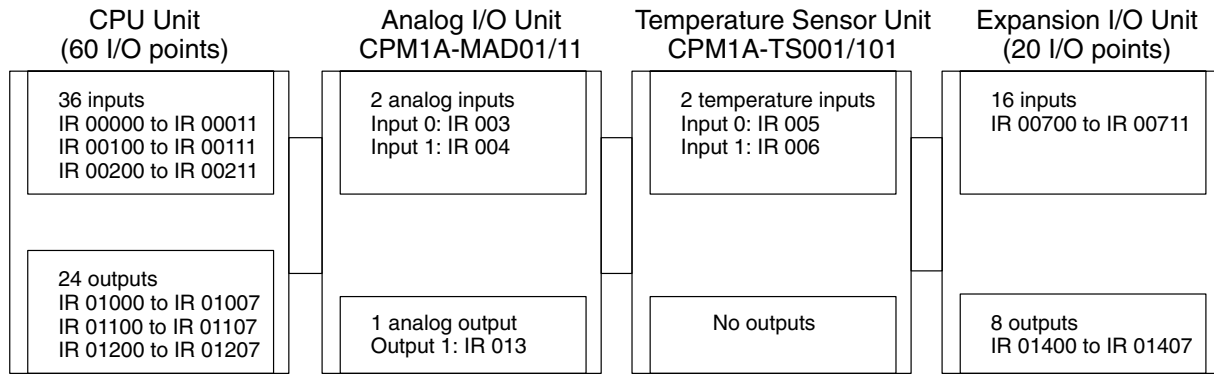 CPU Unit
(60 I/O points)
36 inputs
IR 00000 to IR 00011
IR 00100 to IR 00111
IR 00200 to IR 00211
24 outputs
IR 01000 to IR 01007
IR 01100 to IR 01107
IR 01200 to IR 01207
Analog I/O Unit
CPM1A-MAD01/11
2 analog inputs
Input 0: IR 003
Input 1: IR 004
1 analog output
Output 1: IR 013
Temperature Sensor Unit
CPM1A-TS001/101
2 temperature inputs
Input 0: IR 005
Input 1: IR 006
No outputs
Expansion I/O Unit
(20 I/O points)
16 inputs
IR 00700 to IR 00711
8 outputs
IR 01400 to IR 01407